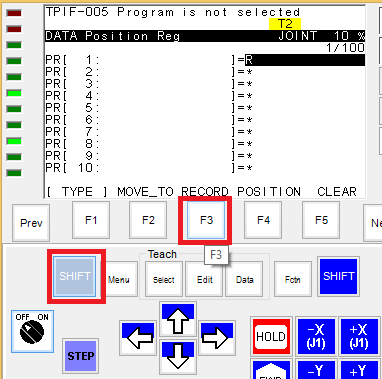 TPIF-005 Program is not selected
T2
DATA Position Reg JOINT 10 %
1/100
PR[ 1: ]=R
PR[ 2: ]=*
PR[ 3: ]=*
PR[ 4: ]=*
PR[ 5: ]=*
PR[ 6: ]=*
PR[ 7: ]=*
PR[ 8: ]=*
PR[ 9: ]=*
PR[ 10: ]=*
[ TYPE ] MOVE_TO RECORD POSITION CLEAR
Prev F1 F2 F3 F4 F5 Ne
F3
Teach
SHIFT Menu Select Edit Data Fctn SHIFT
OFF ON
STEP
HOLD
-X (J1)
+X (J1)
-Y
+Y